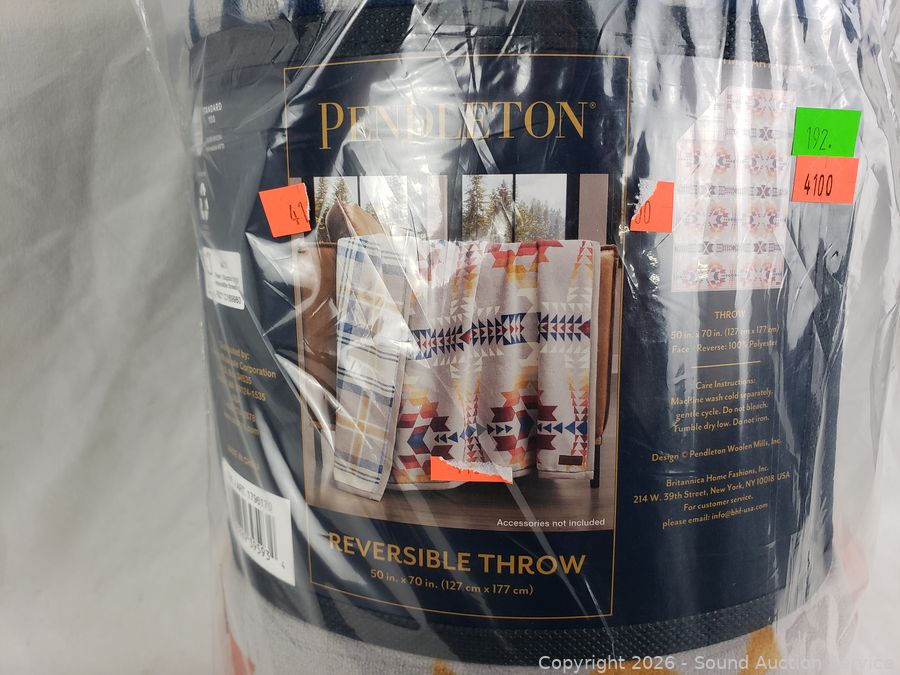 PENDLETON®
192.
4100
41
00
STANDARD
100
THROW
50 in. x 70 in. (127 cm x 177 cm)
Face - Reverse: 100% Polyester
Care Instructions:
Machine wash cold separately,
gentle cycle. Do not bleach.
Tumble dry low. Do not iron.
Design © Pendleton Woolen Mills, Inc.
Britannica Home Fashions, Inc.
214 W. 39th Street, New York, NY 10018 USA
For customer service,
please email: info@bhf-usa.com
Corporation
Accessories not included
REVERSIBLE THROW
50 in. x 70 in. (127 cm x 177 cm)
Copyright 2026 - Sound Auction Service